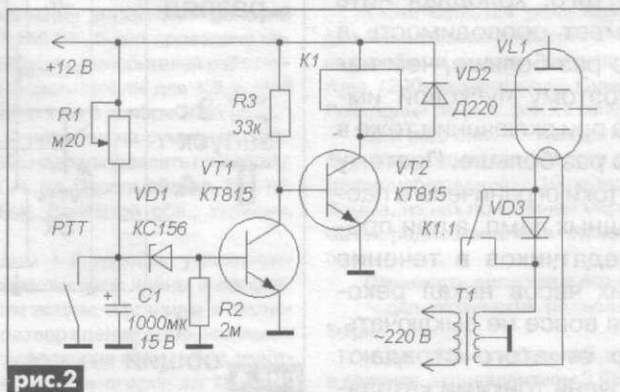 +12 В
R1
м20
PTT
VD1
КС156
C1
1000мк
15 В
R2
2м
R3
33к
VT1
КТ815
K1
VT2
КТ815
VD2
Д220
VL1
VD3
K1.1
T1
~220 В
рис.2